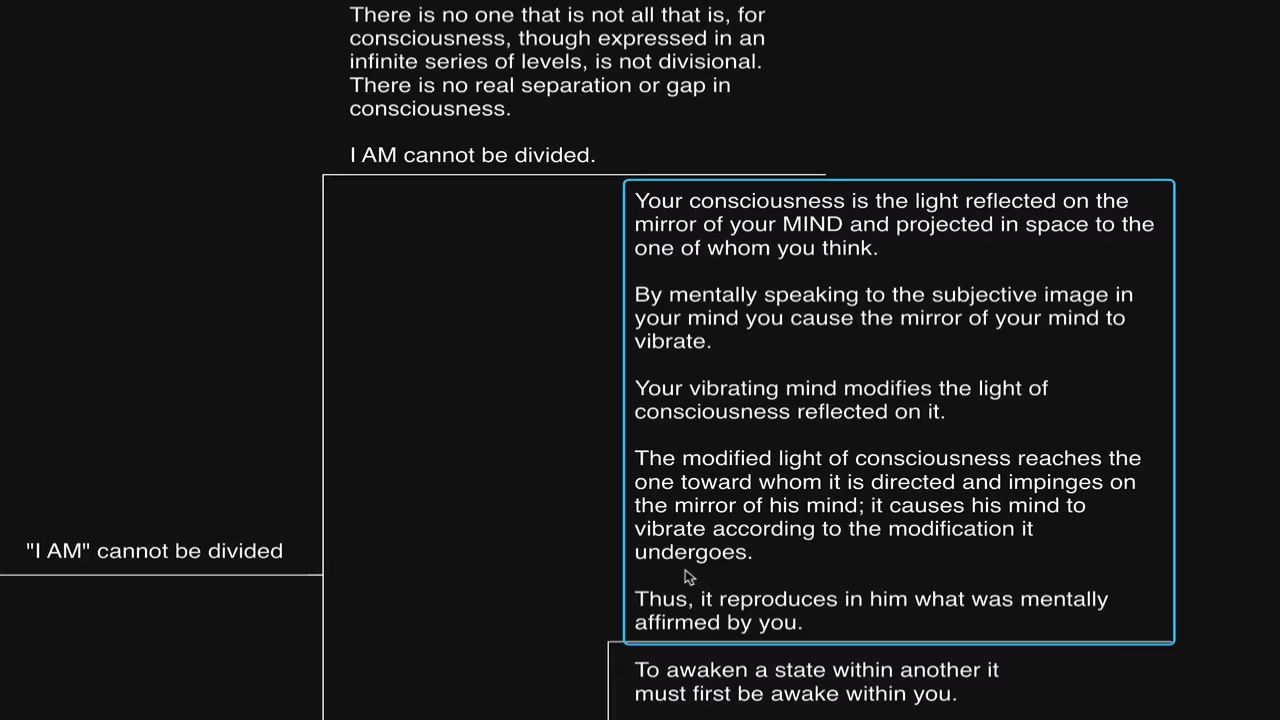 There is no one that is not all that is, for
consciousness, though expressed in an
infinite series of levels, is not divisional.
There is no real separation or gap in
consciousness.
I AM cannot be divided.
Your consciousness is the light reflected on the
mirror of your MIND and projected in space to the
one of whom you think.
By mentally speaking to the subjective image in
your mind you cause the mirror of your mind to
vibrate.
Your vibrating mind modifies the light of
consciousness reflected on it.
The modified light of consciousness reaches the
one toward whom it is directed and impinges on
the mirror of his mind; it causes his mind to
vibrate according to the modification it
undergoes.
Thus, it reproduces in him what was mentally
affirmed by you.
"I AM" cannot be divided
To awaken a state within another it
must first be awake within you.